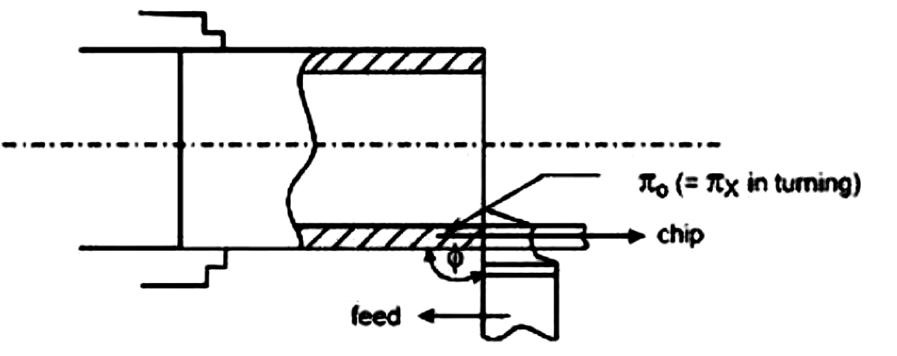 π₀ (= πX in turning)
chip
φ
feed